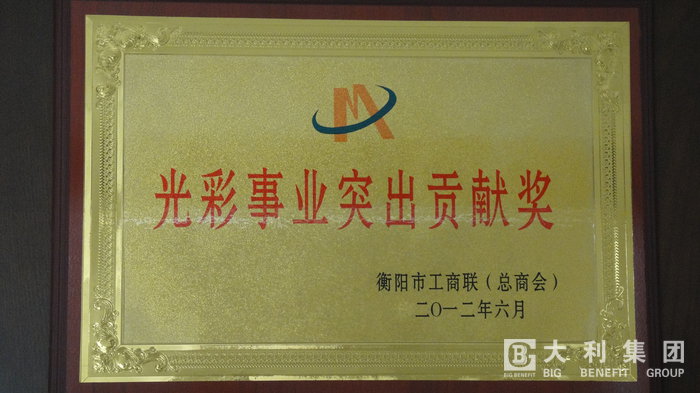 光彩事业突出贡献奖
衡阳市工商联（总商会）
二〇一二年六月
BG 大利集团
BIG BENEFIT BIG BENEFIT GROUP